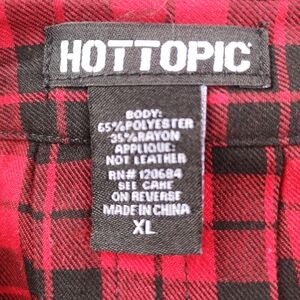 HOTTOPIC
BODY:
65%POLYESTER
35%RAYON
APPLIQUE:
NOT LEATHER
RN# 120684
SEE CARE
ON REVERSE
MADE IN CHINA
XL